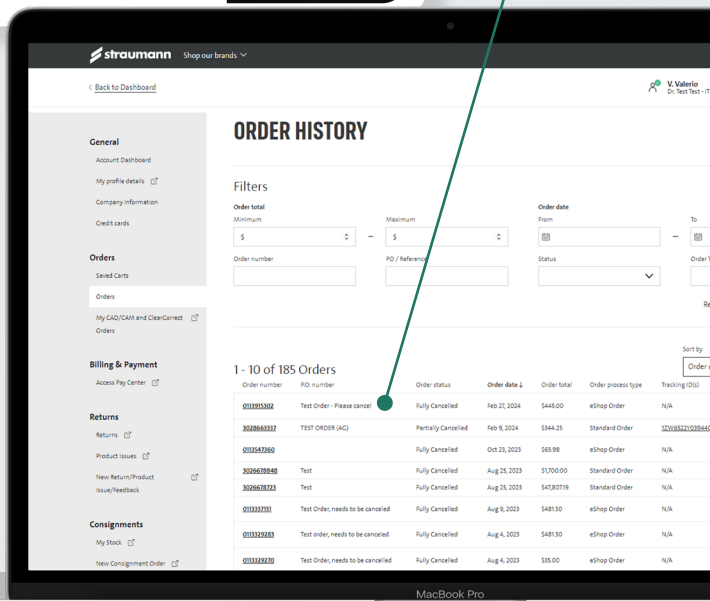 straumann Shop our brands
< Back to Dashboard
V. Valerio
Dr. Test Test - IT
General
Account Dashboard
My profile details
Company information
Credit cards
Orders
Saved Carts
Orders
My CAD/CAM and ClearCorrect
Orders
Billing & Payment
Access Pay Center
Returns
Returns
Product Issues
New Return/Product
Issue/Feedback
Consignments
My Stock
New Consignment Order
ORDER HISTORY
Filters
Order total Order date
Minimum Maximum From To
$ – $ –
Order number PO / Reference Status Order T
Re
Sort by
1 - 10 of 185 Orders Order d
Order number P.O. number Order status Order date↓ Order total Order process type Tracking ID(s)
0113915302 Test Order - Please cancel Fully Cancelled Feb 27, 2024 $445.00 eShop Order N/A
3028663337 TEST ORDER (AG) Partially Cancelled Feb 9, 2024 $344.25 Standard Order 1ZW6522Y039440
0113547360 Fully Cancelled Oct 23, 2023 $65.98 eShop Order N/A
3026678848 Test Fully Cancelled Aug 25, 2023 $1,700.00 Standard Order N/A
3026678723 Test Fully Cancelled Aug 25, 2023 $47,807.19 Standard Order N/A
0113337151 Test Order, needs to be canceled Fully Cancelled Aug 9, 2023 $481.50 eShop Order N/A
0113329283 Test order, needs to be canceled Fully Cancelled Aug 4, 2023 $481.50 eShop Order N/A
0113329270 Test Order, needs to be cancelled Fully Cancelled Aug 4, 2023 $35.00 eShop Order N/A
MacBook Pro